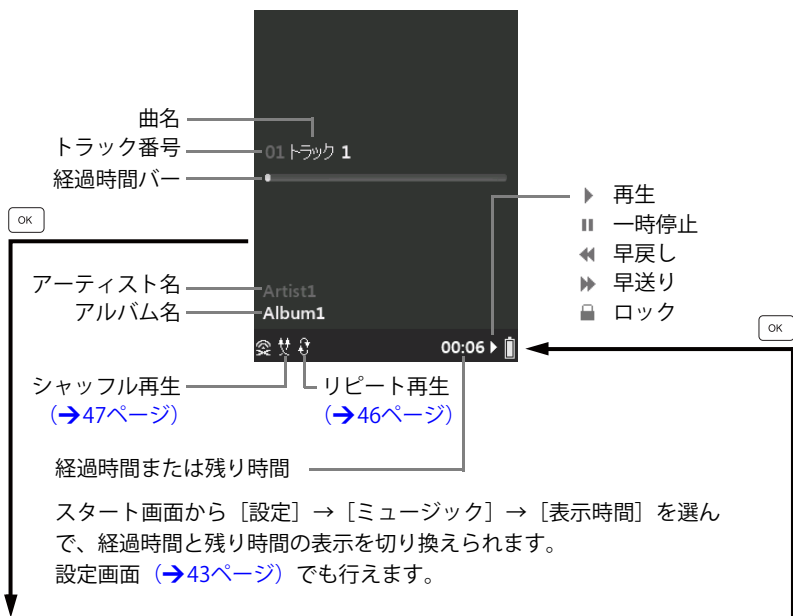 曲名
トラック番号
01 トラック 1
経過時間バー
OK
再生
一時停止
早戻し
早送り
ロック
アーティスト名
Artist1
アルバム名
Album1
OK
00:06
シャッフル再生
（➔47ページ）
リピート再生
（➔46ページ）
経過時間または残り時間
スタート画面から［設定］→［ミュージック］→［表示時間］を選ん
で、経過時間と残り時間の表示を切り換えられます。
設定画面（➔43ページ）でも行えます。